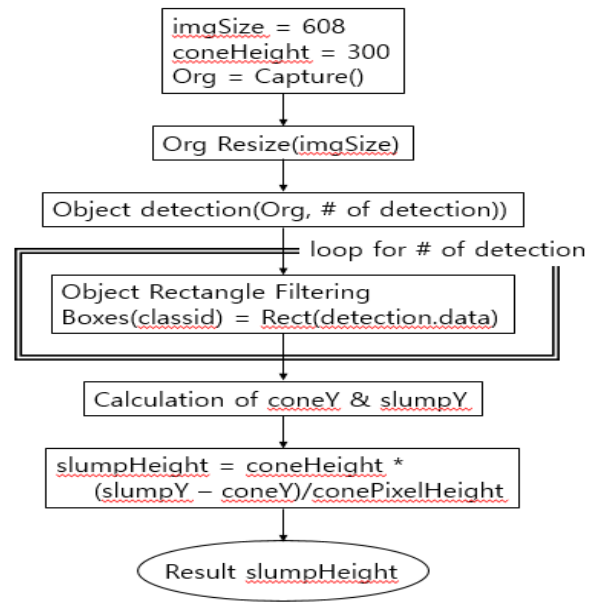 imgSize = 608
coneHeight = 300
Org = Capture()
Org Resize(imgSize)
Object detection(Org, # of detection))
loop for # of detection
Object Rectangle Filtering
Boxes(classid) = Rect(detection.data)
Calculation of coneY & slumpY
slumpHeight = coneHeight *
(slumpY – coneY)/conePixelHeight
Result slumpHeight